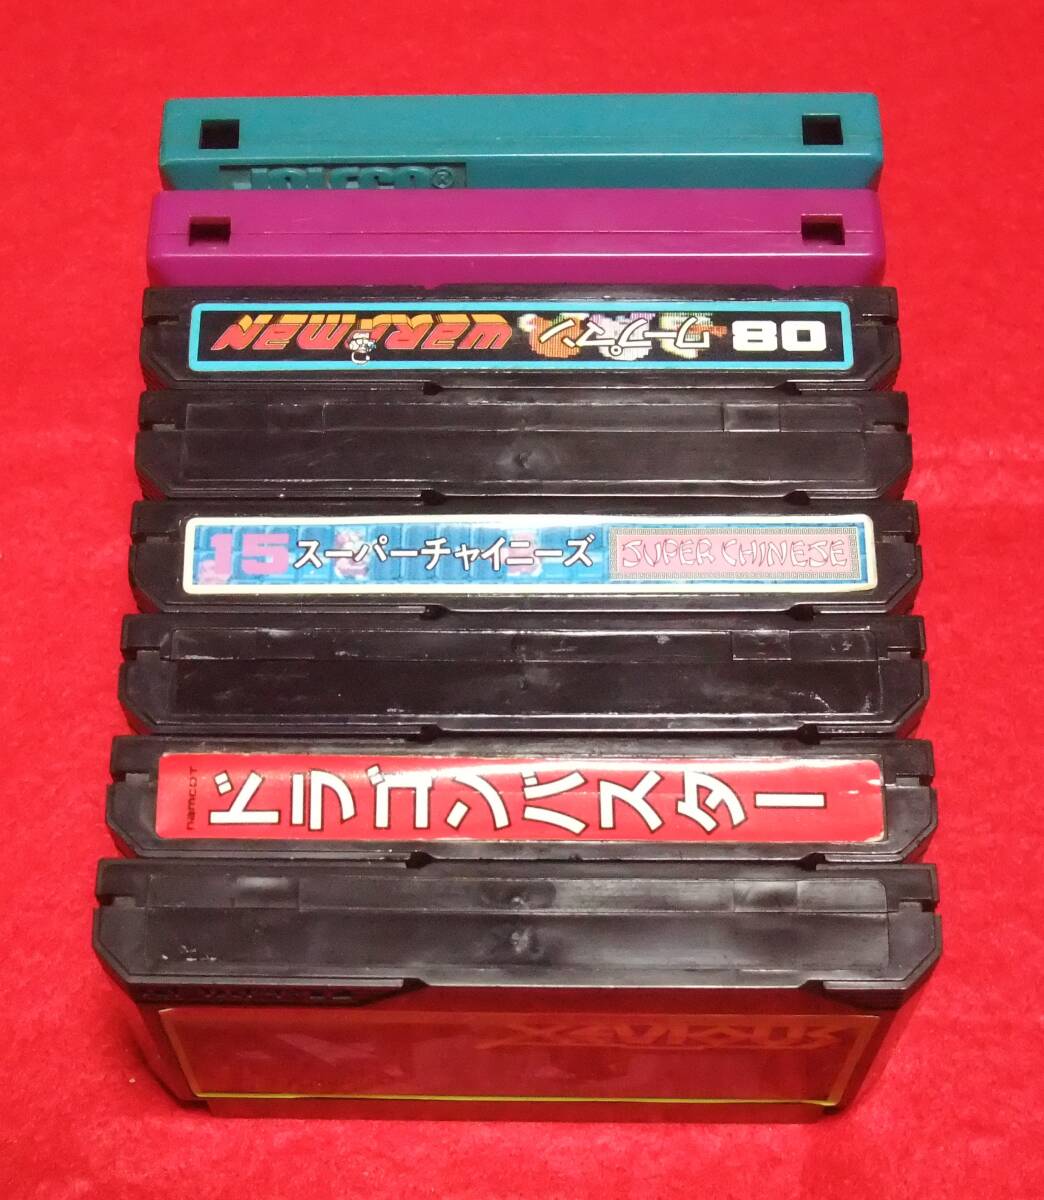 JALECO®
08 ワープマン WARPMAN
15 スーパーチャイニーズ SUPER CHINESE
namcot ドラゴンバスター
XEVIOUS